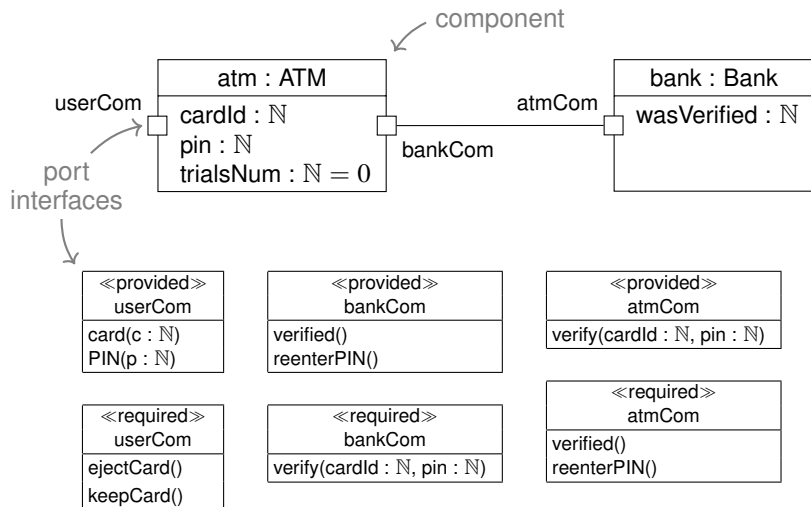 component
atm : ATM
bank : Bank
userCom
atmCom
cardId : ℕ
wasVerified : ℕ
pin : ℕ
bankCom
trialsNum : ℕ = 0
port
interfaces
≪provided≫
userCom
card(c : ℕ)
PIN(p : ℕ)
≪provided≫
bankCom
verified()
reenterPIN()
≪provided≫
atmCom
verify(cardId : ℕ, pin : ℕ)
≪required≫
userCom
ejectCard()
keepCard()
≪required≫
bankCom
verify(cardId : ℕ, pin : ℕ)
≪required≫
atmCom
verified()
reenterPIN()